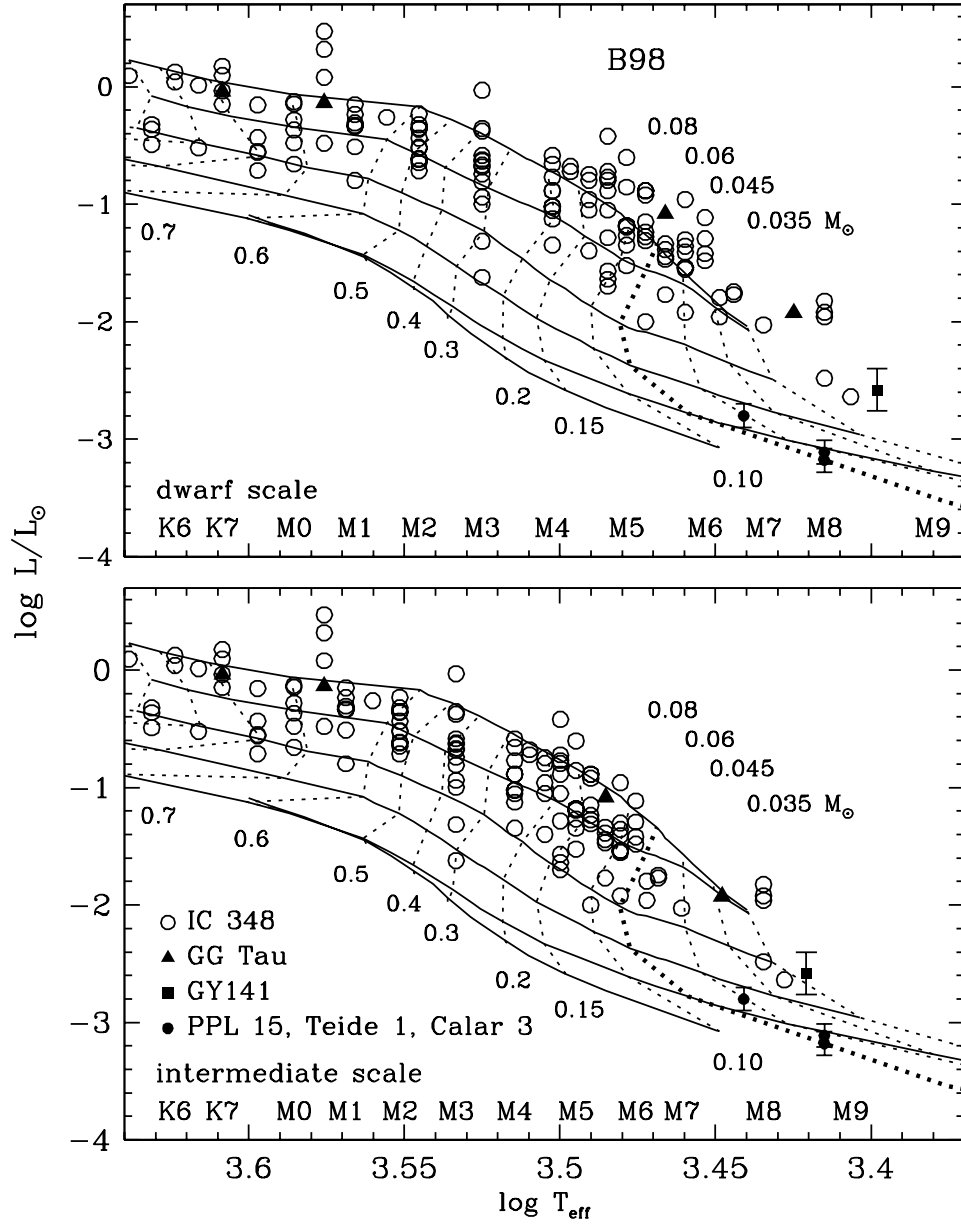 B98
0
0.08
0.06
0.045
−1
0.035 M⊙
0.7
0.6
0.5
−2
0.4
0.3
0.2
0.15
−3
0.10
dwarf scale
K6 K7 M0 M1 M2 M3 M4 M5 M6 M7 M8 M9
−4
log L/L⊙
0
0.08
0.06
0.045
−1
0.035 M⊙
0.7
0.6
0.5
−2
0.4
IC 348
0.3
GG Tau
0.2
GY141
0.15
−3
PPL 15, Teide 1, Calar 3
0.10
intermediate scale
K6 K7 M0 M1 M2 M3 M4 M5 M6 M7 M8 M9
−4
3.6 3.55 3.5 3.45 3.4
log Teff